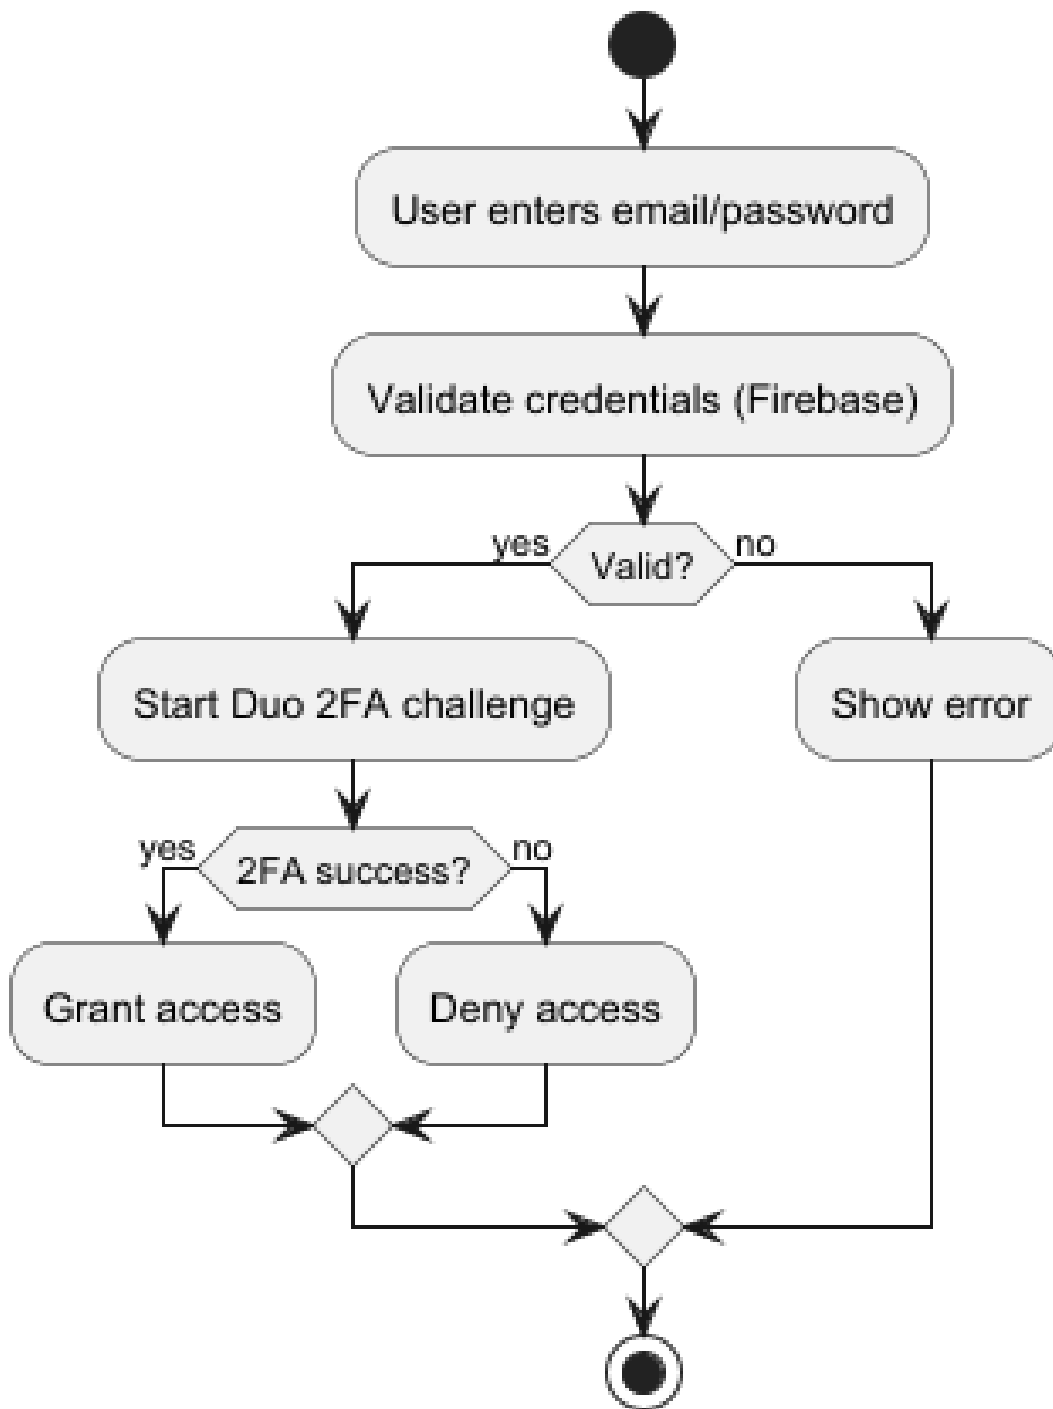 User enters email/password
Validate credentials (Firebase)
yes
Valid?
no
Start Duo 2FA challenge
Show error
yes
2FA success?
no
Grant access
Deny access